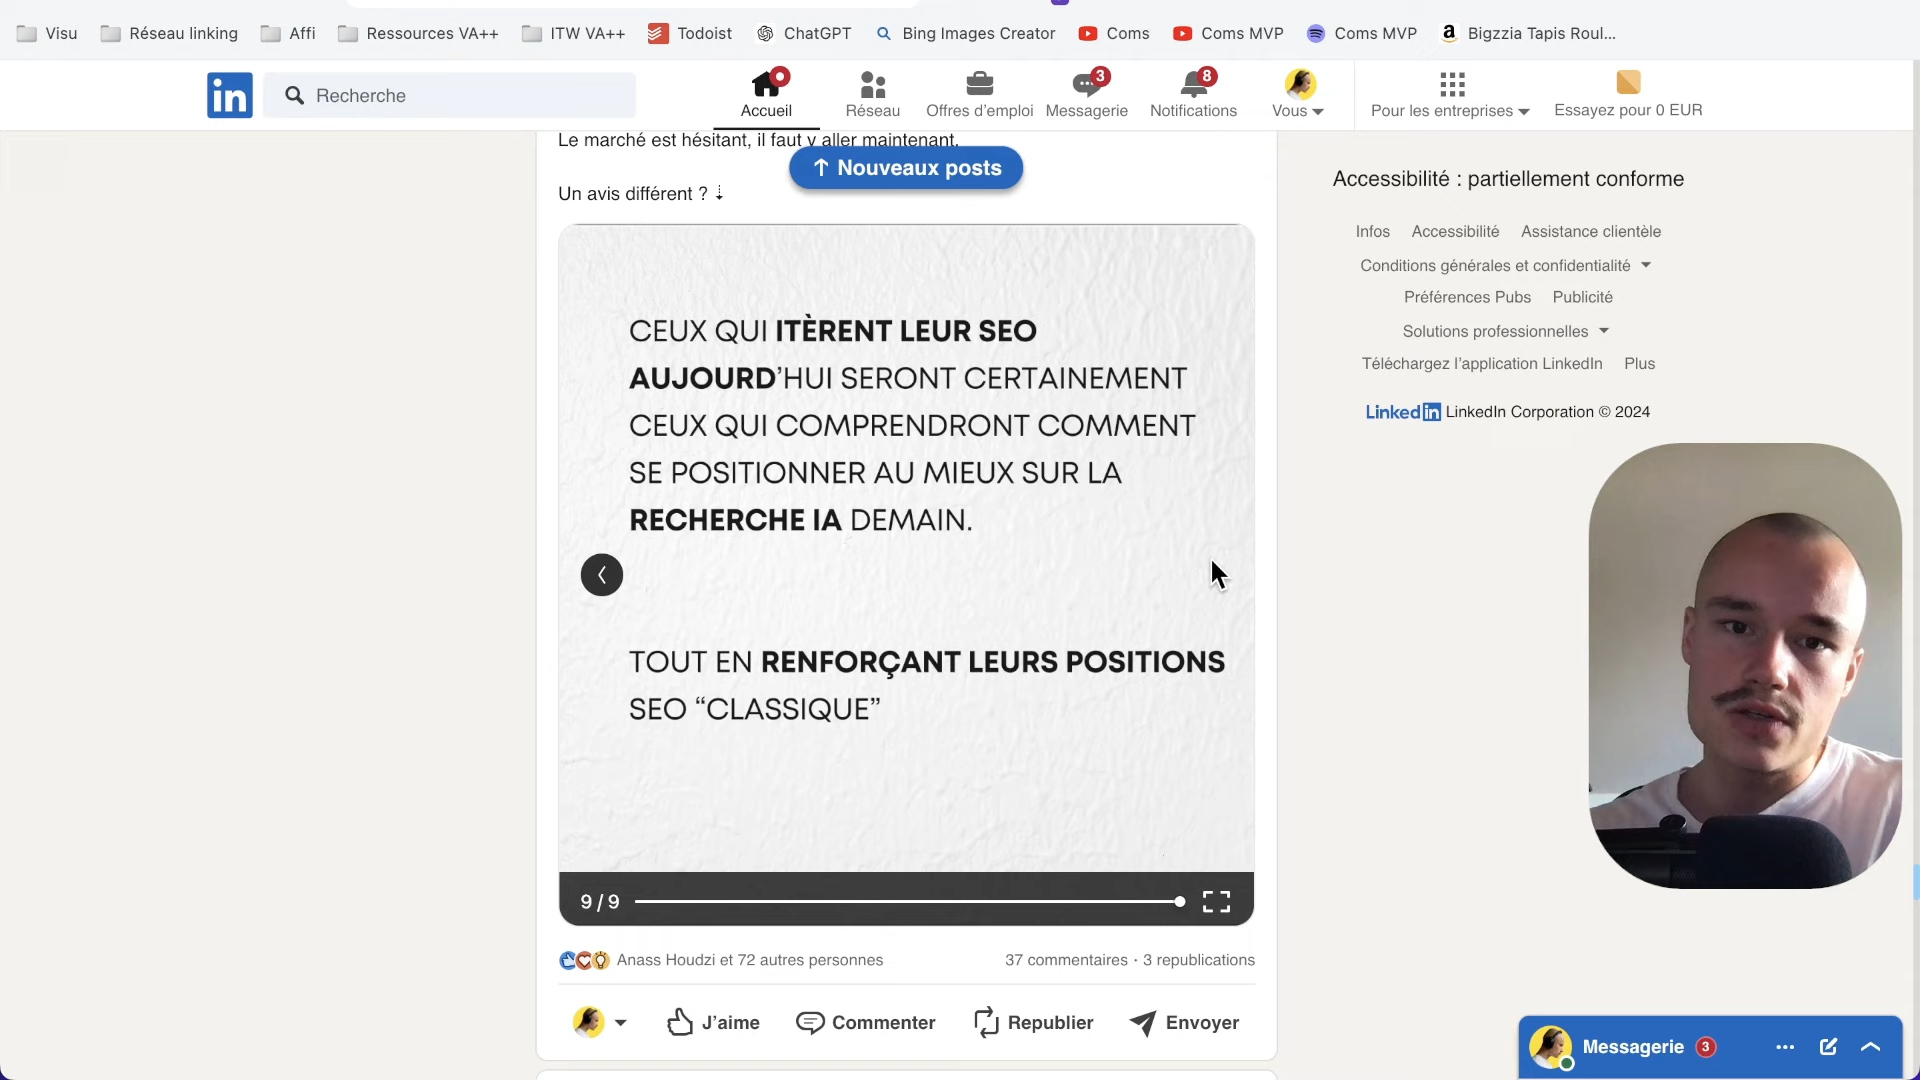 Visu
Réseau linking
Affi
Ressources VA++
ITW VA++
Todoist
ChatGPT
Bing Images Creator
Coms
Coms MVP
Coms MVP
Bigzzia Tapis Roul...
in
Recherche
Accueil
Réseau
Offres d'emploi
3
Messagerie
8
Notifications
Vous
Pour les entreprises
Essayez pour 0 EUR
Le marché est hésitant, il faut y aller maintenant.
↑ Nouveaux posts
Un avis différent ? ⇣
CEUX QUI ITÈRENT LEUR SEO
AUJOURD'HUI SERONT CERTAINEMENT
CEUX QUI COMPRENDRONT COMMENT
SE POSITIONNER AU MIEUX SUR LA
RECHERCHE IA DEMAIN.
TOUT EN RENFORÇANT LEURS POSITIONS
SEO “CLASSIQUE”
9 / 9
Anass Houdzi et 72 autres personnes
37 commentaires · 3 republications
J'aime
Commenter
Republier
Envoyer
Accessibilité : partiellement conforme
Infos
Accessibilité
Assistance clientèle
Conditions générales et confidentialité
Préférences Pubs
Publicité
Solutions professionnelles
Téléchargez l'application LinkedIn
Plus
LinkedIn LinkedIn Corporation © 2024
Messagerie 3